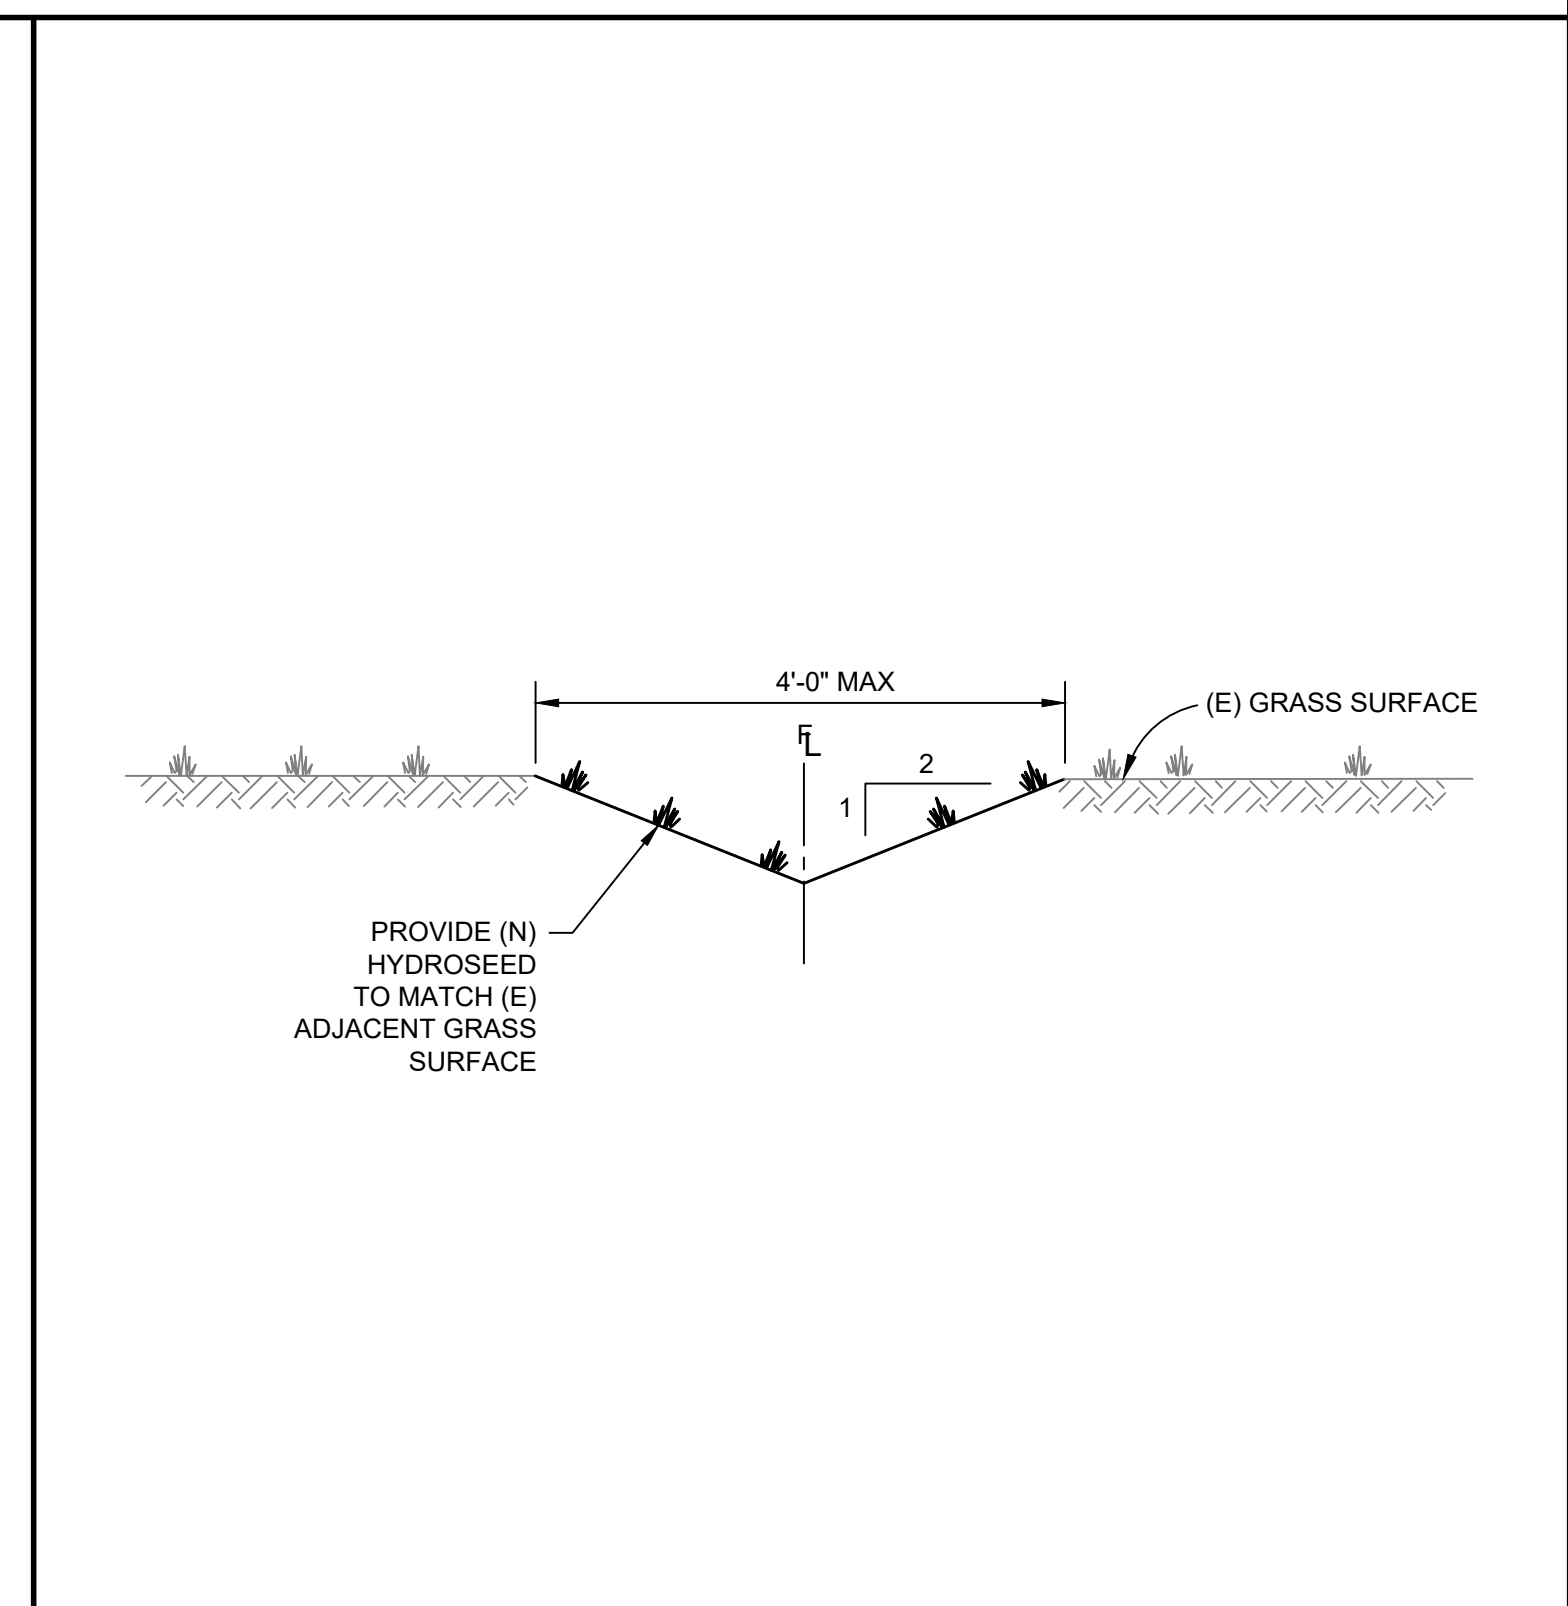 4'-0" MAX
(E) GRASS SURFACE
FL
2
1
PROVIDE (N)
HYDROSEED
TO MATCH (E)
ADJACENT GRASS
SURFACE